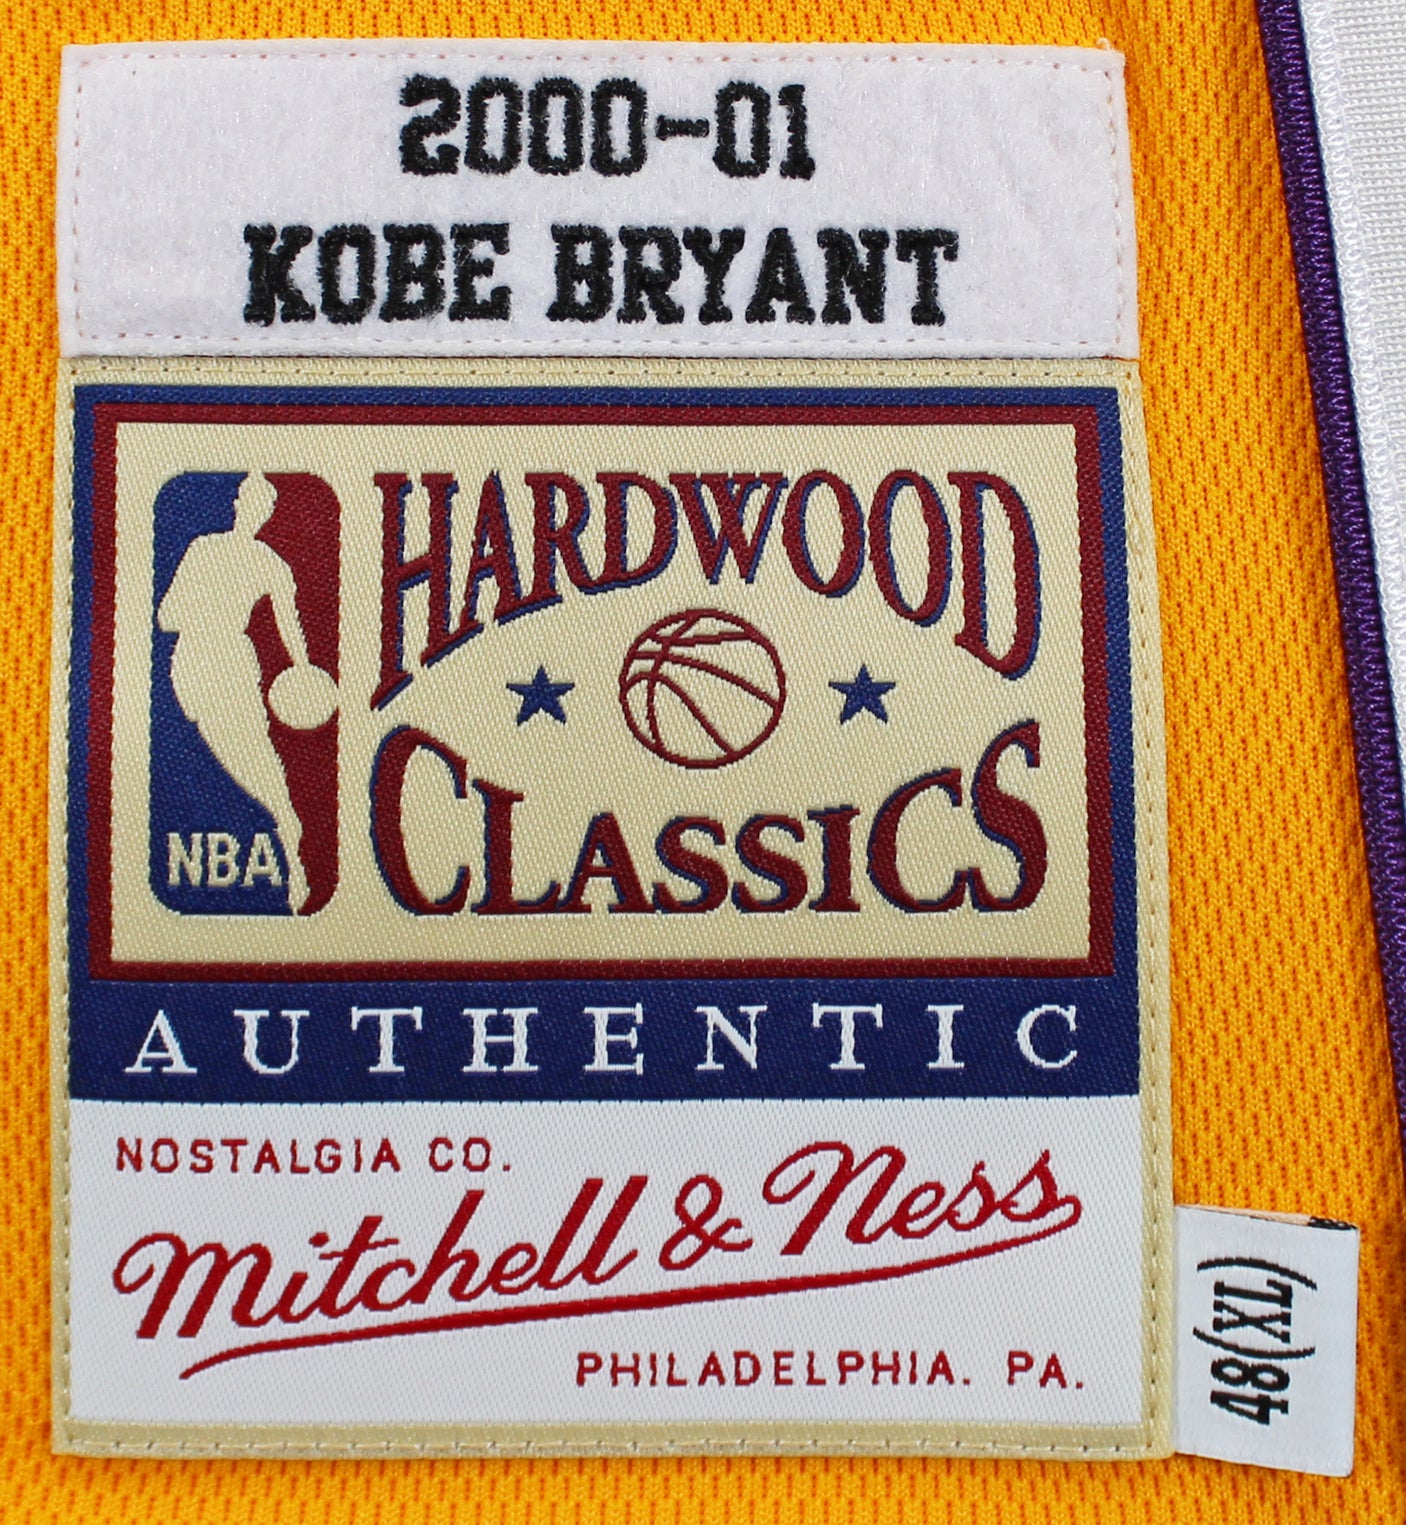 2000-01
KOBE BRYANT
HARDWOOD
CLASSICS
NBA
AUTHENTIC
NOSTALGIA CO.
Mitchell & Ness
PHILADELPHIA. PA.
48(XL)